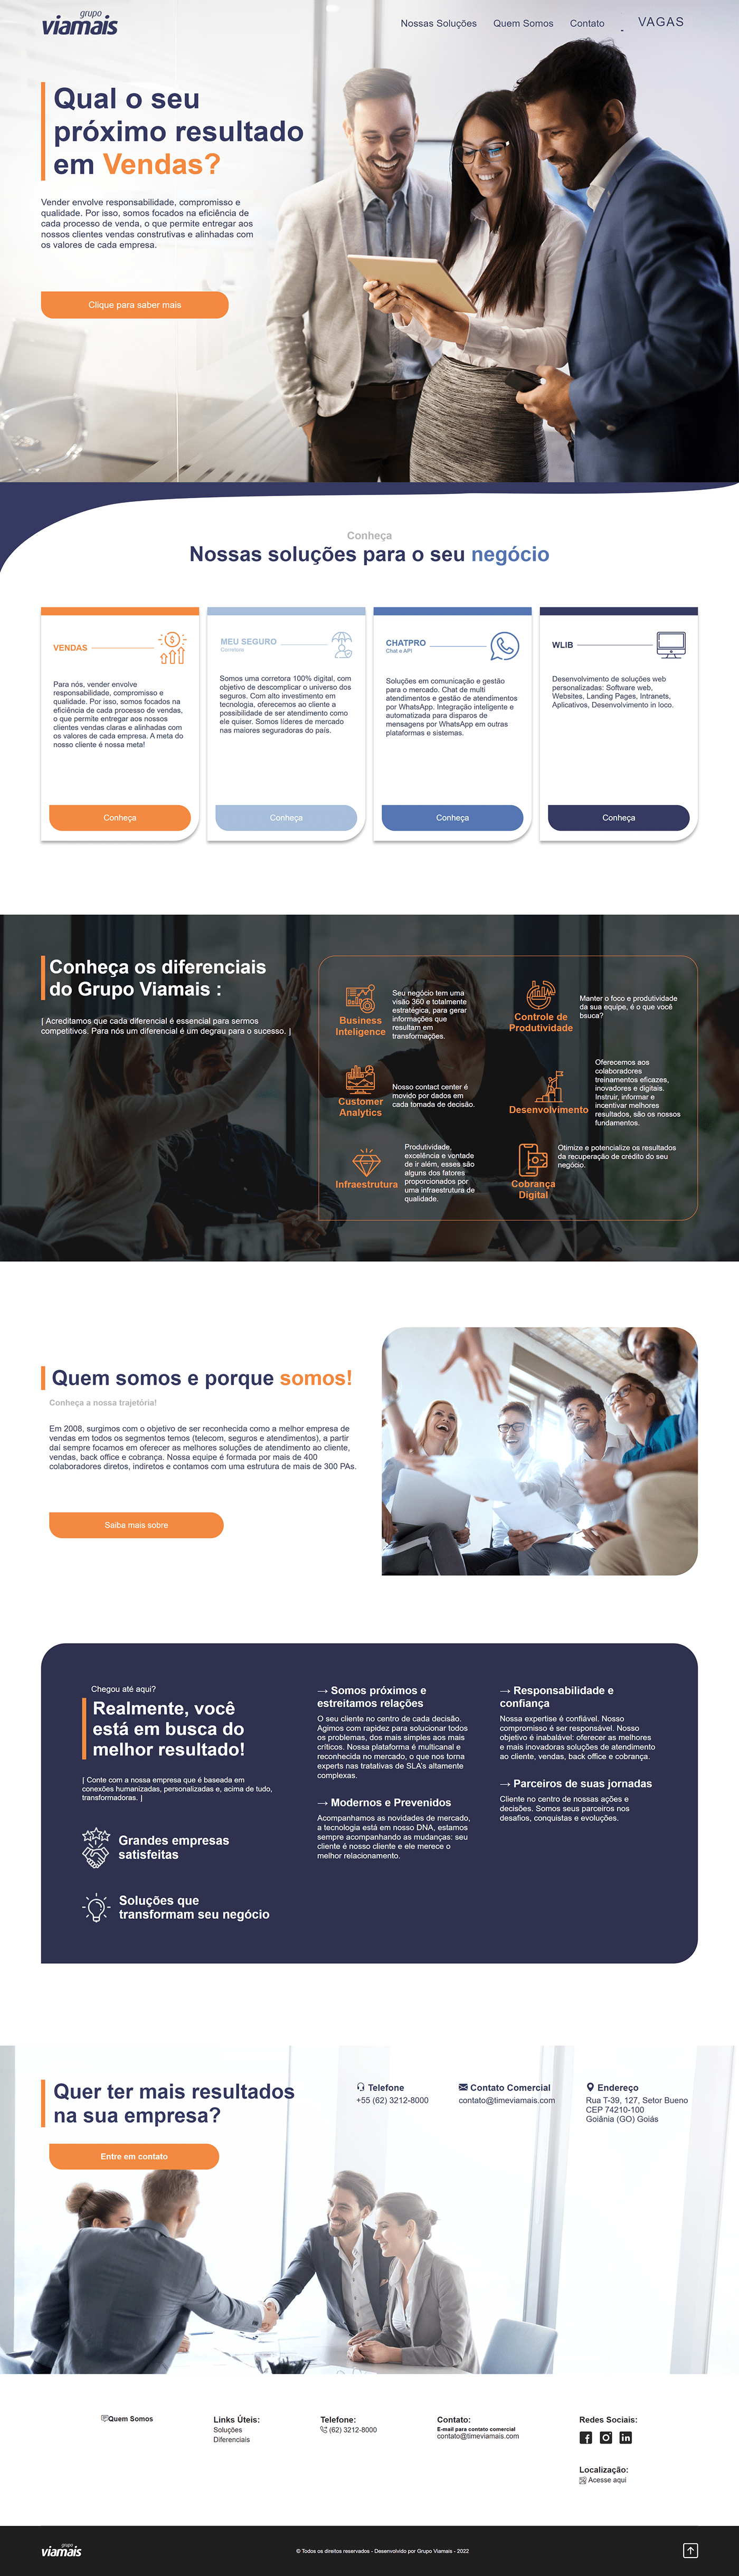 grupo
viamais
Nossas Soluções
Quem Somos
Contato
VAGAS
Qual o seu
próximo resultado
em Vendas?
Vender envolve responsabilidade, compromisso e
qualidade. Por isso, somos focados na eficiência de
cada processo de venda, o que permite entregar aos
nossos clientes vendas construtivas e alinhadas com
os valores de cada empresa.
Clique para saber mais
Conheça
Nossas soluções para o seu negócio
VENDAS
Para nós, vender envolve
responsabilidade, compromisso e
qualidade. Por isso, somos focados na
eficiência de cada processo de vendas,
o que permite entregar aos nossos
clientes vendas claras e alinhadas com
os valores de cada empresa. A meta do
nosso cliente é nossa meta!
Conheça
MEU SEGURO
Corretora
Somos uma corretora 100% digital, com
objetivo de descomplicar o universo dos
seguros. Com alto investimento em
tecnologia, oferecemos ao cliente a
possibilidade de ser atendimento como
ele quiser. Somos líderes de mercado
nas maiores seguradoras do país.
Conheça
CHATPRO
Chat e API
Soluções em comunicação e gestão
para o mercado. Chat de multi
atendimentos e gestão de atendimentos
por WhatsApp. Integração inteligente e
automatizada para disparos de
mensagens por WhatsApp em outras
plataformas e sistemas.
Conheça
WLIB
Desenvolvimento de soluções web
personalizadas: Software web,
Websites, Landing Pages, Intranets,
Aplicativos, Desenvolvimento in loco.
Conheça
Conheça os diferenciais
do Grupo Viamais :
| Acreditamos que cada diferencial é essencial para sermos
competitivos. Para nós um diferencial é um degrau para o sucesso. |
Business
Inteligence
Seu negócio tem uma
visão 360 e totalmente
estratégica, para gerar
informações que
resultam em
transformações.
Controle de
Produtividade
Manter o foco e produtividade
da sua equipe, é o que você
bsuca?
Customer
Analytics
Nosso contact center é
movido por dados em
cada tomada de decisão.
Desenvolvimento
Oferecemos aos
colaboradores
treinamentos eficazes,
inovadores e digitais.
Instruir, informar e
incentivar melhores
resultados, são os nossos
fundamentos.
Infraestrutura
Produtividade,
excelência e vontade
de ir além, esses são
alguns dos fatores
proporcionados por
uma infraestrutura de
qualidade.
Cobrança
Digital
Otimize e potencialize os resultados
da recuperação de crédito do seu
negócio.
Quem somos e porque somos!
Conheça a nossa trajetória!
Em 2008, surgimos com o objetivo de ser reconhecida como a melhor empresa de
vendas em todos os segmentos temos (telecom, seguros e atendimentos), a partir
daí sempre focamos em oferecer as melhores soluções de atendimento ao cliente,
vendas, back office e cobrança. Nossa equipe é formada por mais de 400
colaboradores diretos, indiretos e contamos com uma estrutura de mais de 300 PAs.
Saiba mais sobre
Chegou até aqui?
Realmente, você
está em busca do
melhor resultado!
| Conte com a nossa empresa que é baseada em
conexões humanizadas, personalizadas e, acima de tudo,
transformadoras. |
Grandes empresas
satisfeitas
Soluções que
transformam seu negócio
→ Somos próximos e
estreitamos relações
O seu cliente no centro de cada decisão.
Agimos com rapidez para solucionar todos
os problemas, dos mais simples aos mais
críticos. Nossa plataforma é multicanal e
reconhecida no mercado, o que nos torna
experts nas tratativas de SLA's altamente
complexas.
→ Modernos e Prevenidos
Acompanhamos as novidades de mercado,
a tecnologia está em nosso DNA, estamos
sempre acompanhando as mudanças: seu
cliente é nosso cliente e ele merece o
melhor relacionamento.
→ Responsabilidade e
confiança
Nossa expertise é confiável. Nosso
compromisso é ser responsável. Nosso
objetivo é inabalável: oferecer as melhores
e mais inovadoras soluções de atendimento
ao cliente, vendas, back office e cobrança.
→ Parceiros de suas jornadas
Cliente no centro de nossas ações e
decisões. Somos seus parceiros nos
desafios, conquistas e evoluções.
Quer ter mais resultados
na sua empresa?
Entre em contato
Telefone
+55 (62) 3212-8000
Contato Comercial
contato@timeviamais.com
Endereço
Rua T-39, 127, Setor Bueno
CEP 74210-100
Goiânia (GO) Goiás
Quem Somos
Links Úteis:
Soluções
Diferenciais
Telefone:
(62) 3212-8000
Contato:
E-mail para contato comercial
contato@timeviamais.com
Redes Sociais:
Localização:
Acesse aqui
grupo
viamais
© Todos os direitos reservados - Desenvolvido por Grupo Viamais - 2022